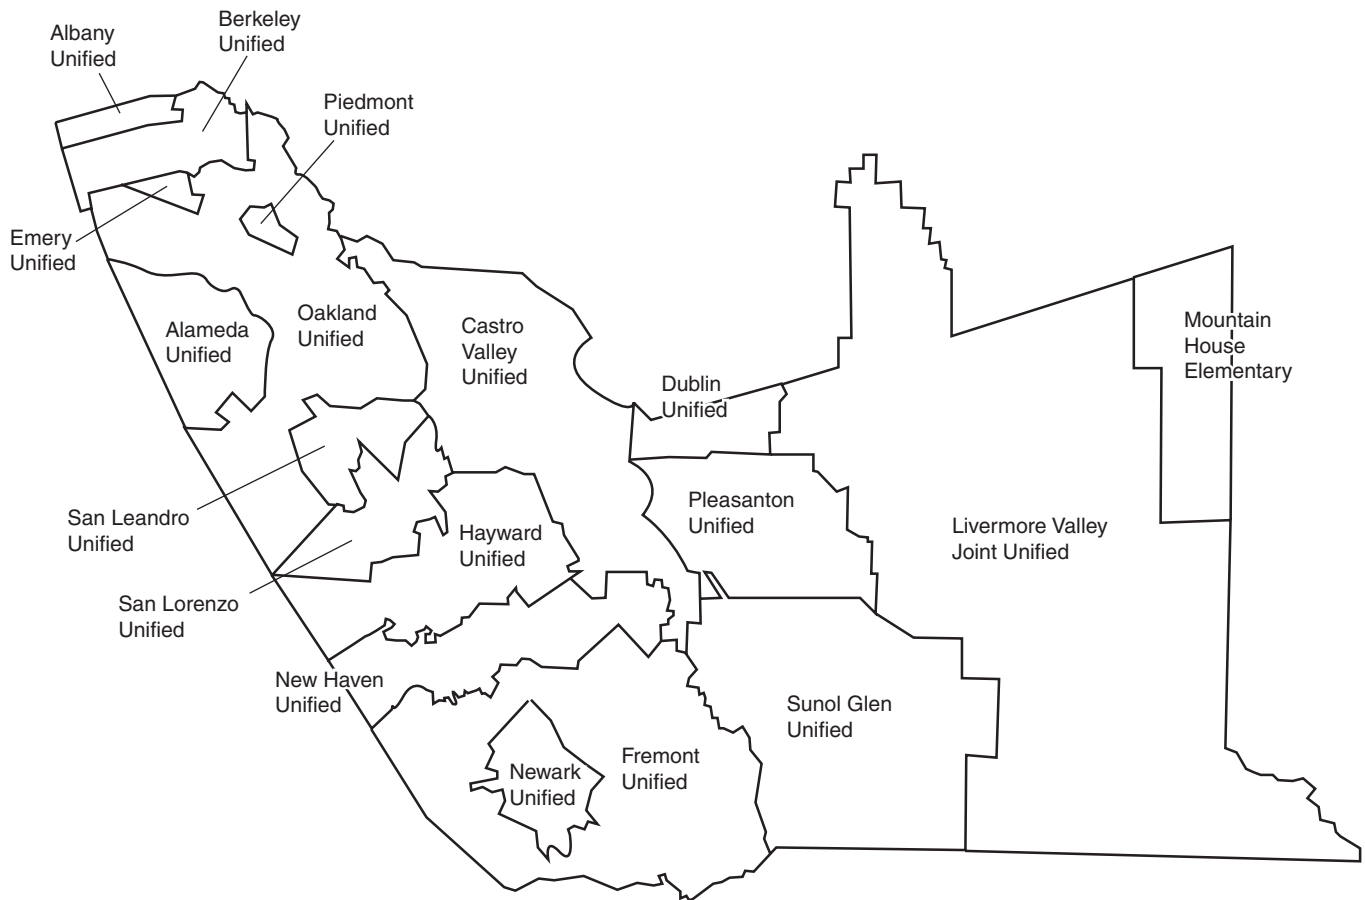 Albany
Unified
Berkeley
Unified
Piedmont
Unified
Emery
Unified
Alameda
Unified
Oakland
Unified
Castro
Valley
Unified
Dublin
Unified
Mountain
House
Elementary
San Leandro
Unified
Hayward
Unified
Pleasanton
Unified
Livermore Valley
Joint Unified
San Lorenzo
Unified
New Haven
Unified
Sunol Glen
Unified
Newark
Unified
Fremont
Unified